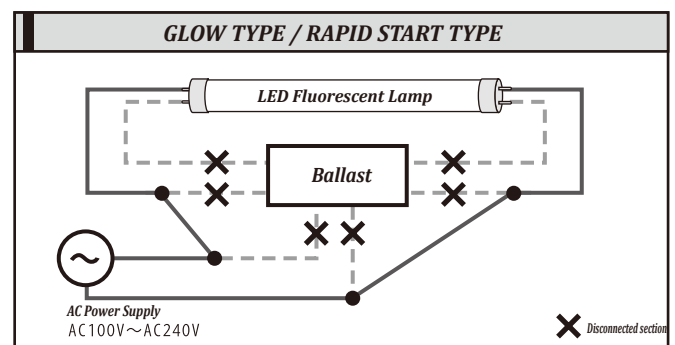 GLOW TYPE / RAPID START TYPE
LED Fluorescent Lamp
Ballast
AC Power Supply
AC100V～AC240V
Disconnected section